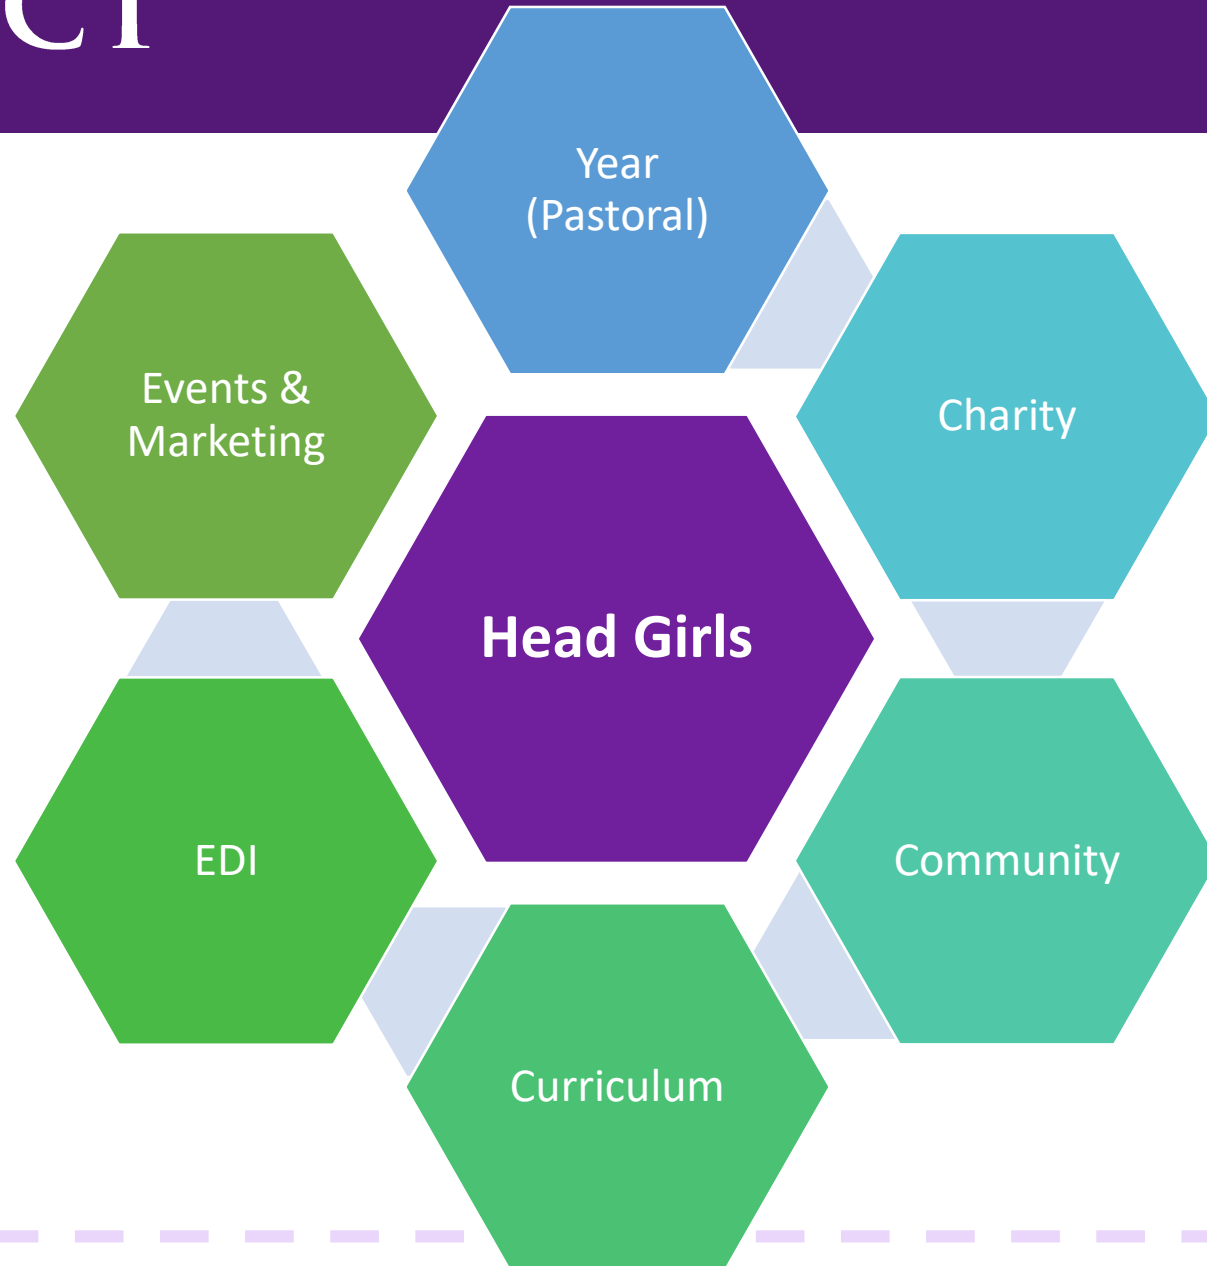 Year
(Pastoral)
Charity
Events &
Marketing
Head Girls
Community
EDI
Curriculum